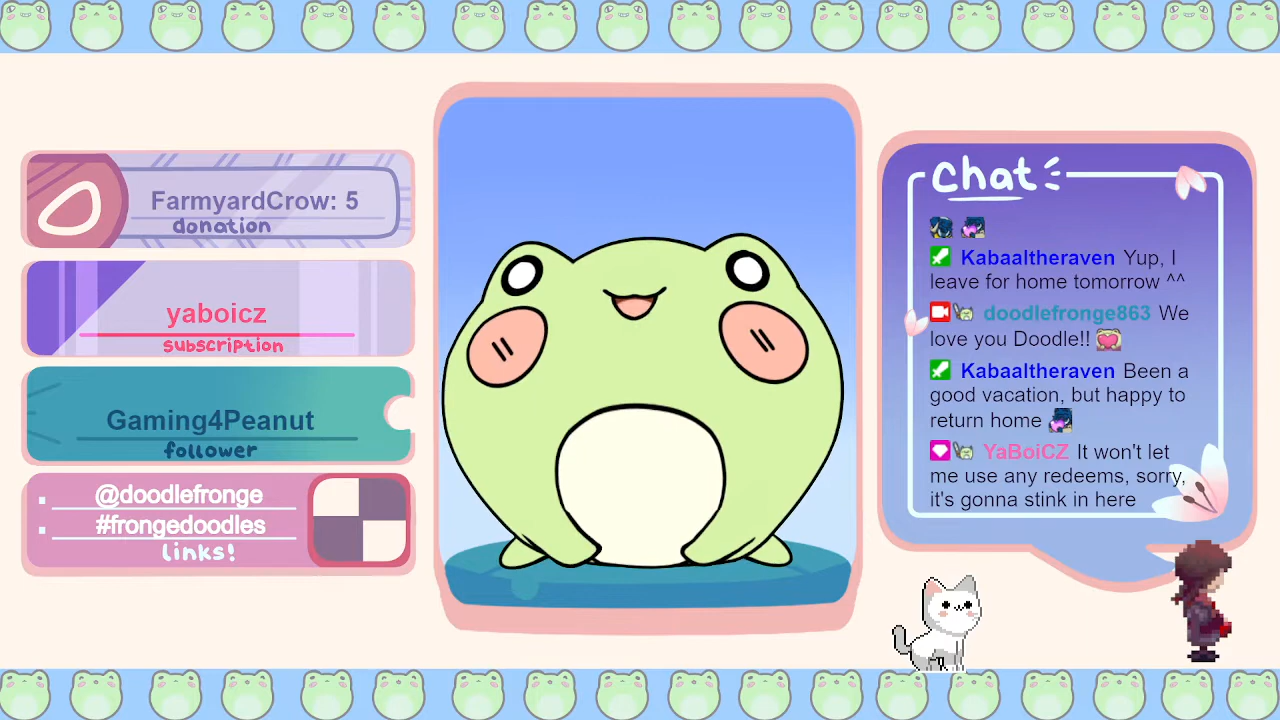 FarmyardCrow: 5
donation
yaboicz
subscription
Gaming4Peanut
follower
@doodlefronge
#frongedoodles
links!
Chat
Kabaaltheraven Yup, I
leave for home tomorrow ^^
doodlefronge863 We
love you Doodle!!
Kabaaltheraven Been a
good vacation, but happy to
return home
YaBoiCZ It won't let
me use any redeems, sorry,
it's gonna stink in here